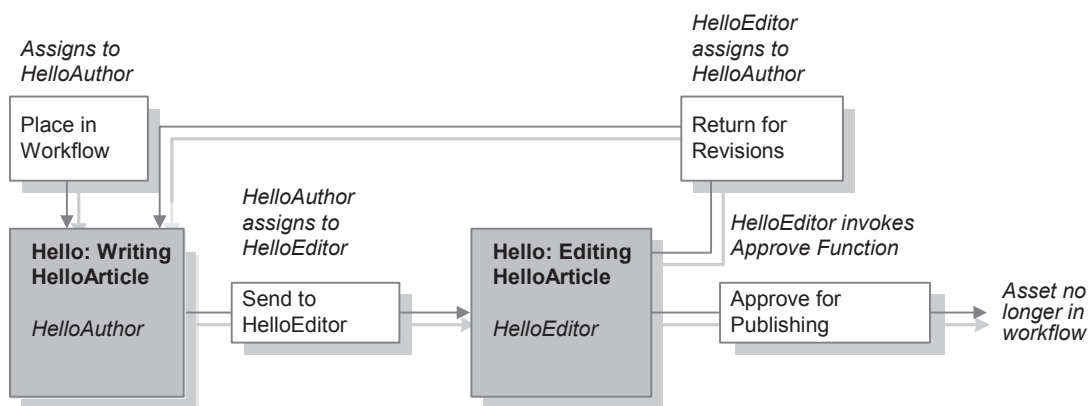 Assigns to
HelloAuthor
HelloEditor
assigns to
HelloAuthor
Place in
Workflow
Return for
Revisions
HelloAuthor
assigns to
HelloEditor
HelloEditor invokes
Approve Function
Hello: Writing
HelloArticle
HelloAuthor
Send to
HelloEditor
Hello: Editing
HelloArticle
HelloEditor
Approve for
Publishing
Asset no
longer in
workflow